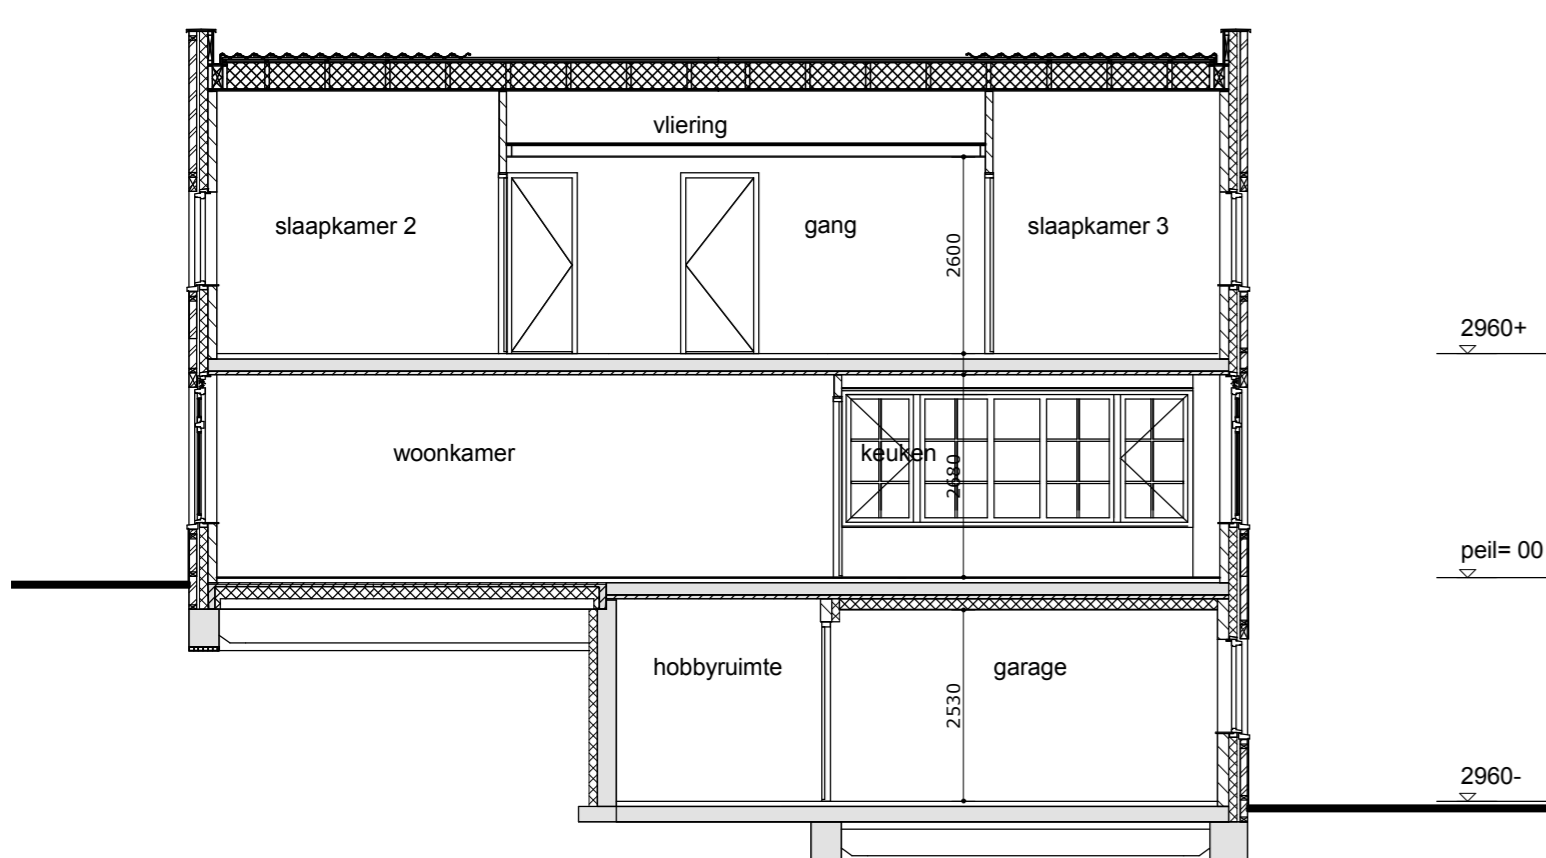 vliering
slaapkamer 2
gang
slaapkamer 3
2600
2960+
woonkamer
keuken
2680
peil= 00
hobbyruimte
garage
2530
2960-